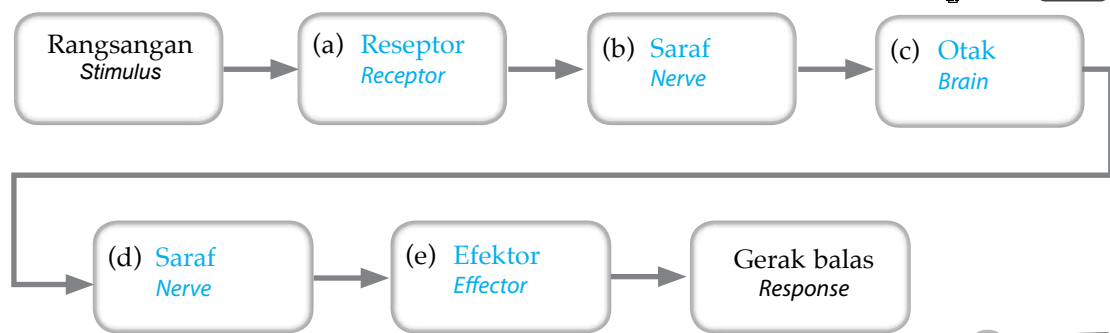 Rangsangan
Stimulus
(a) Reseptor
Receptor
(b) Saraf
Nerve
(c) Otak
Brain
(d) Saraf
Nerve
(e) Efektor
Effector
Gerak balas
Response